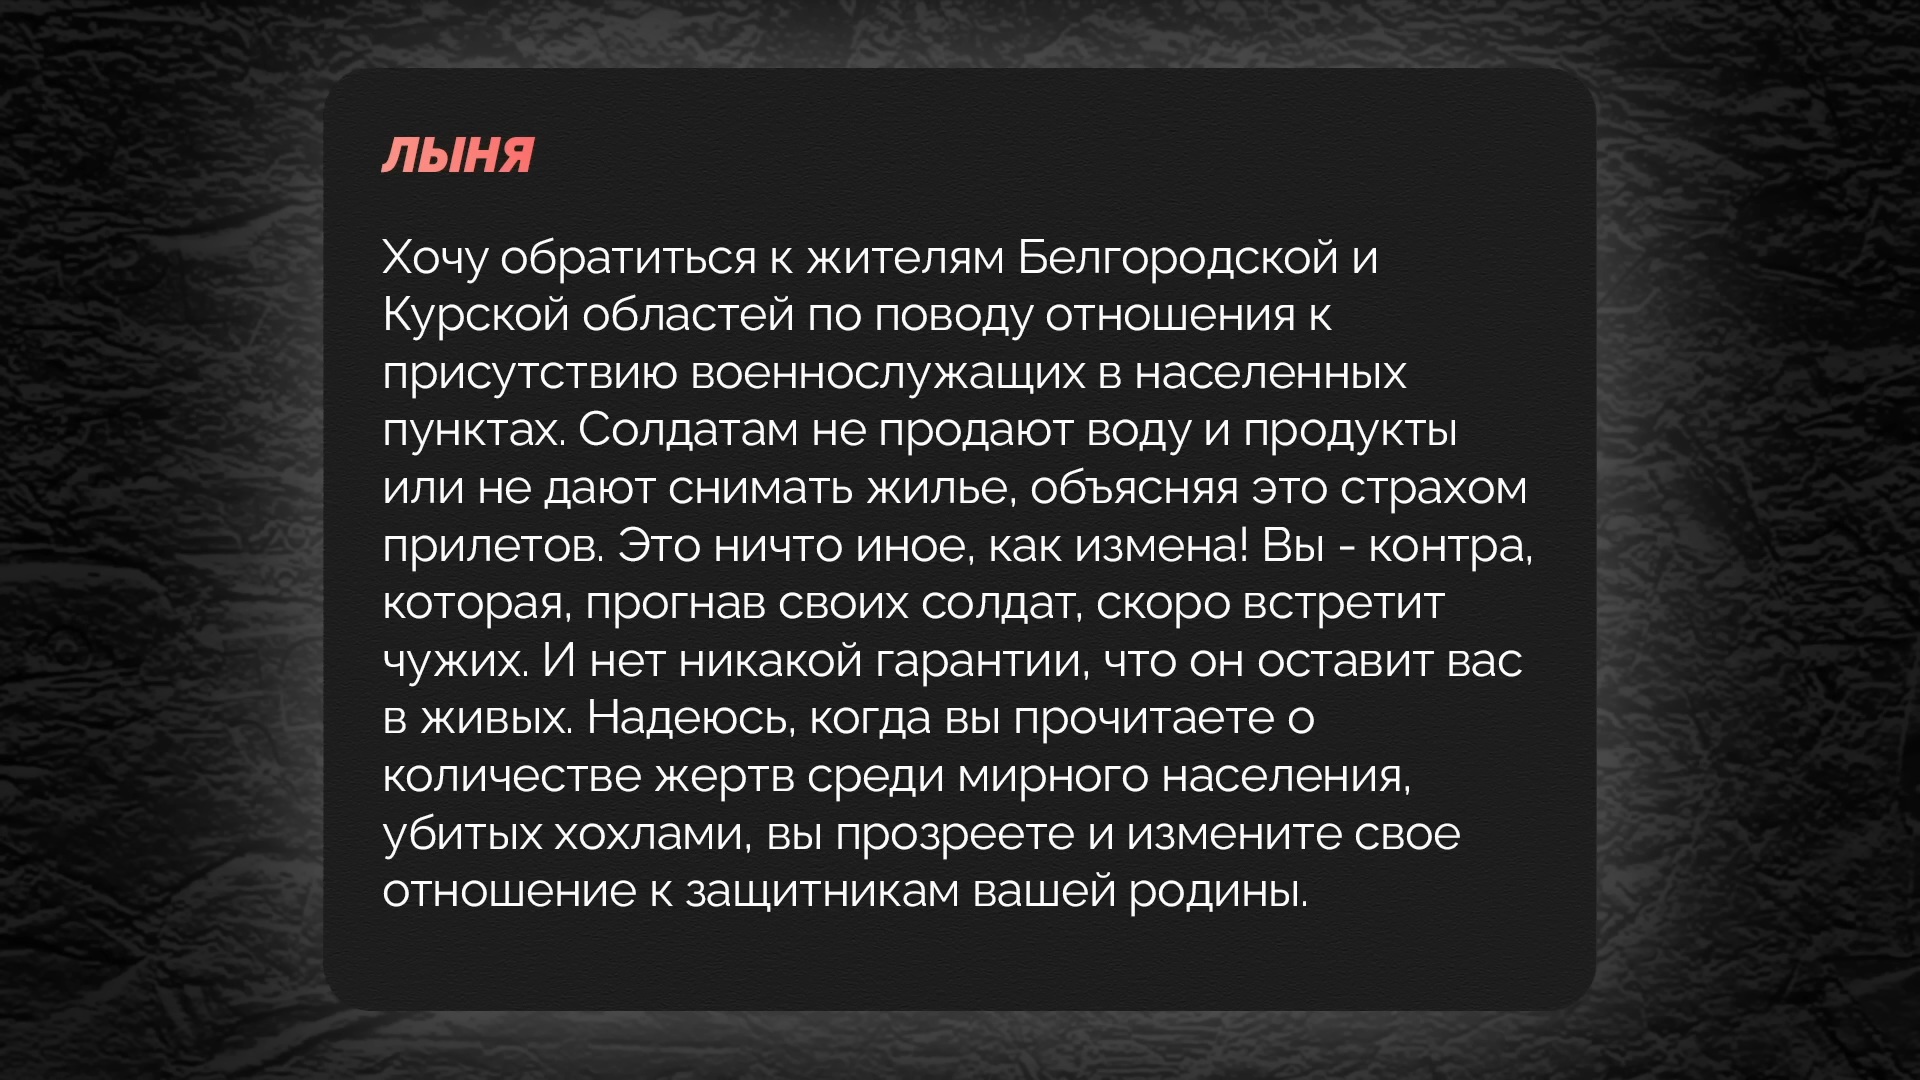 ЛЫНЯ
Хочу обратиться к жителям Белгородской и
Курской областей по поводу отношения к
присутствию военнослужащих в населенных
пунктах. Солдатам не продают воду и продукты
или не дают снимать жилье, объясняя это страхом
прилетов. Это ничто иное, как измена! Вы - контра,
которая, прогнав своих солдат, скоро встретит
чужих. И нет никакой гарантии, что он оставит вас
в живых. Надеюсь, когда вы прочитаете о
количестве жертв среди мирного населения,
убитых хохлами, вы прозреете и измените свое
отношение к защитникам вашей родины.